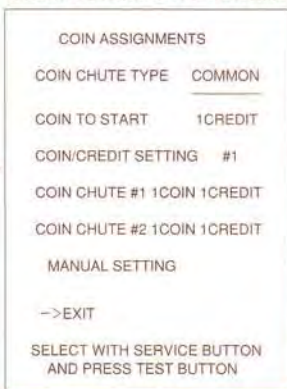 COIN ASSIGNMENTS
COIN CHUTE TYPE COMMON
COIN TO START 1CREDIT
COIN/CREDIT SETTING #1
COIN CHUTE #1 1COIN 1CREDIT
COIN CHUTE #2 1COIN 1CREDIT
MANUAL SETTING
->EXIT
SELECT WITH SERVICE BUTTON
AND PRESS TEST BUTTON